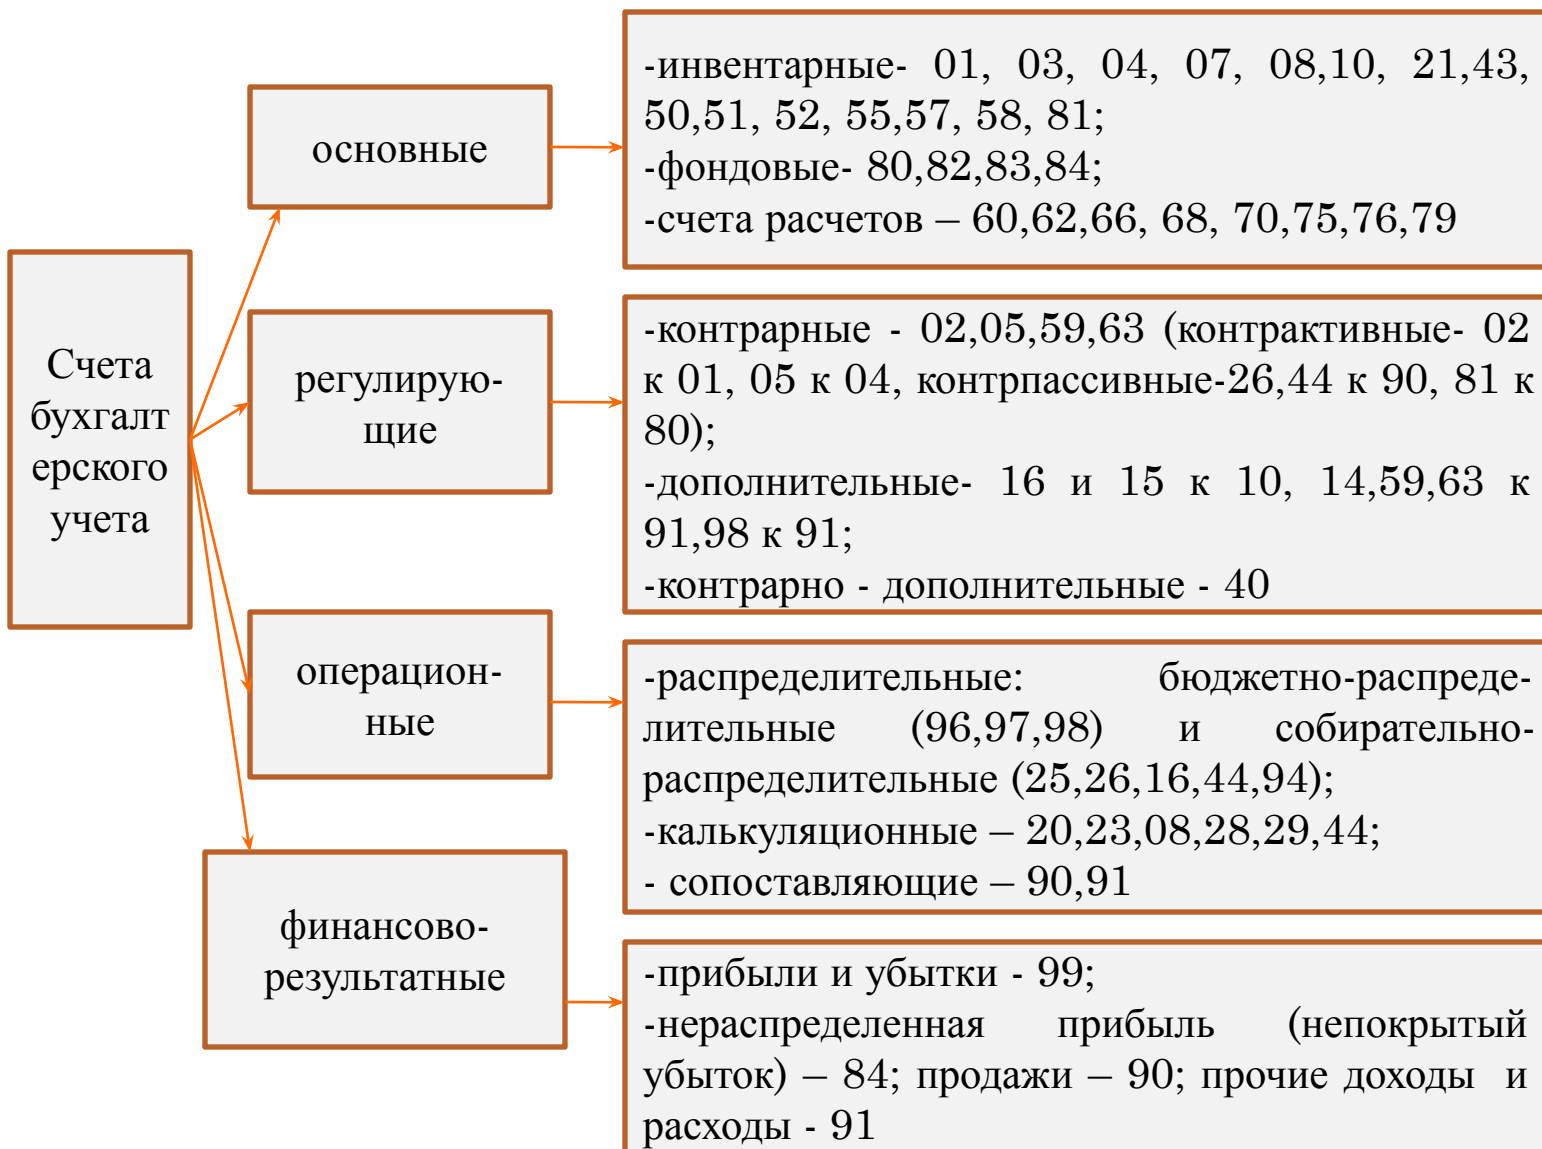 Счета
бухгалт
ерского
учета
основные
-инвентарные- 01, 03, 04, 07, 08,10, 21,43,
50,51, 52, 55,57, 58, 81;
-фондовые- 80,82,83,84;
-счета расчетов – 60,62,66, 68, 70,75,76,79
регулирую-
щие
-контрарные - 02,05,59,63 (контрактивные- 02
к 01, 05 к 04, контрпассивные-26,44 к 90, 81 к
80);
-дополнительные- 16 и 15 к 10, 14,59,63 к
91,98 к 91;
-контрарно - дополнительные - 40
операцион-
ные
-распределительные: бюджетно-распреде-
лительные (96,97,98) и собирательно-
распределительные (25,26,16,44,94);
-калькуляционные – 20,23,08,28,29,44;
- сопоставляющие – 90,91
финансово-
результатные
-прибыли и убытки - 99;
-нераспределенная прибыль (непокрытый
убыток) – 84; продажи – 90; прочие доходы и
расходы - 91